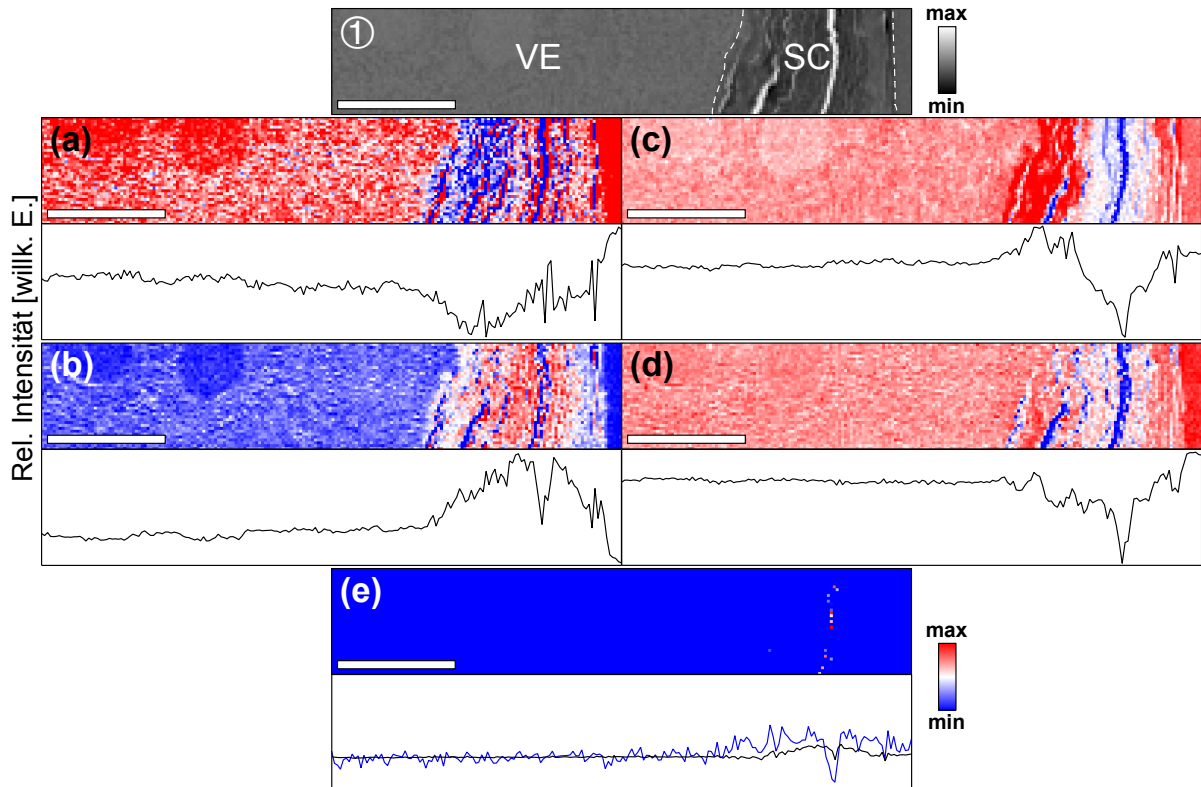 ①
VE
SC
max
min
(a)
(c)
Rel. Intensität [willk. E.]
(b)
(d)
(e)
max
min